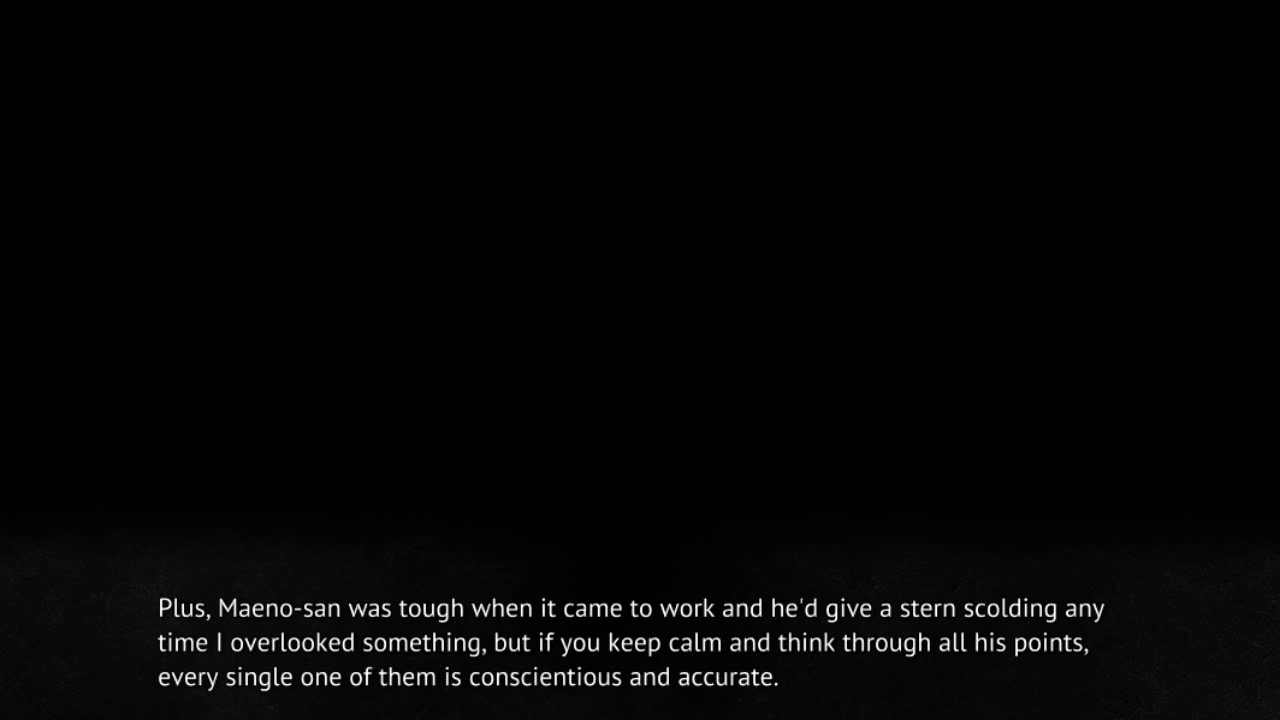 Plus, Maeno-san was tough when it came to work and he'd give a stern scolding any
time I overlooked something, but if you keep calm and think through all his points,
every single one of them is conscientious and accurate.